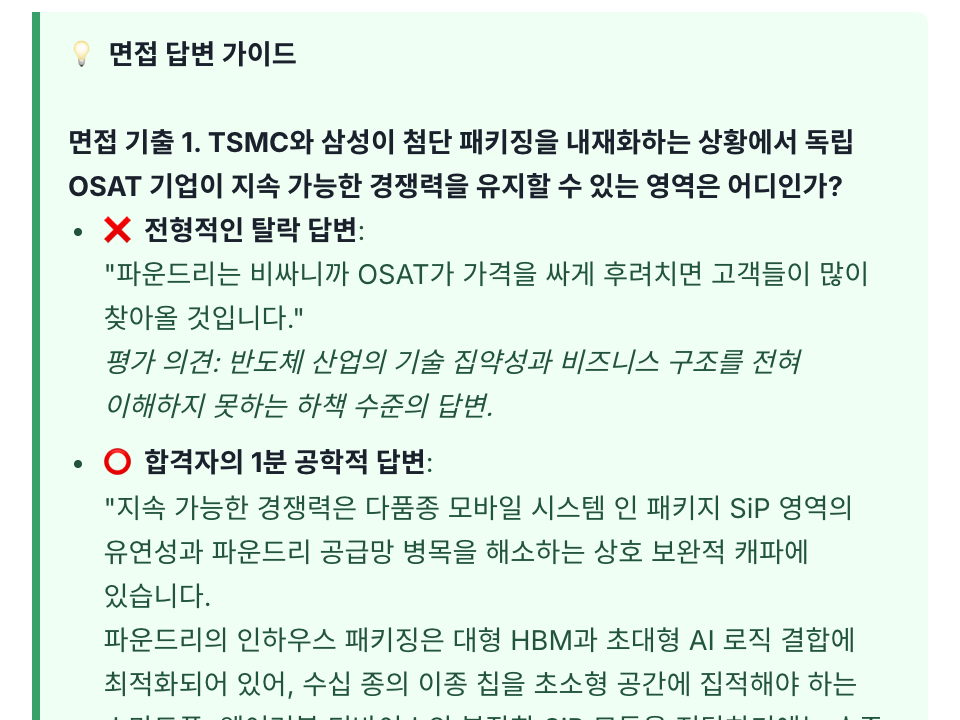 💡 면접 답변 가이드
면접 기출 1. TSMC와 삼성이 첨단 패키징을 내재화하는 상황에서 독립
OSAT 기업이 지속 가능한 경쟁력을 유지할 수 있는 영역은 어디인가?
• ❌ 전형적인 탈락 답변:
"파운드리는 비싸니까 OSAT가 가격을 싸게 후려치면 고객들이 많이
찾아올 것입니다."
평가 의견: 반도체 산업의 기술 집약성과 비즈니스 구조를 전혀
이해하지 못하는 하책 수준의 답변.
• ⭕ 합격자의 1분 공학적 답변:
"지속 가능한 경쟁력은 다품종 모바일 시스템 인 패키지 SiP 영역의
유연성과 파운드리 공급망 병목을 해소하는 상호 보완적 캐파에
있습니다.
파운드리의 인하우스 패키징은 대형 HBM과 초대형 AI 로직 결합에
최적화되어 있어, 수십 종의 이종 칩을 초소형 공간에 집적해야 하는